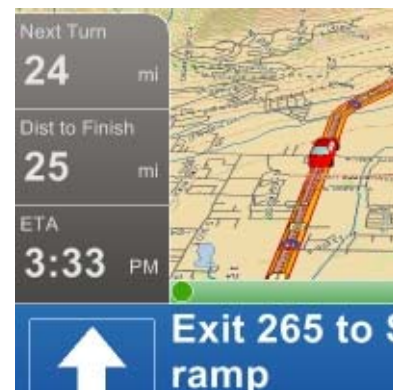 Next Turn
24 mi
Dist to Finish
25 mi
ETA
3:33 PM
Exit 265 to S
ramp